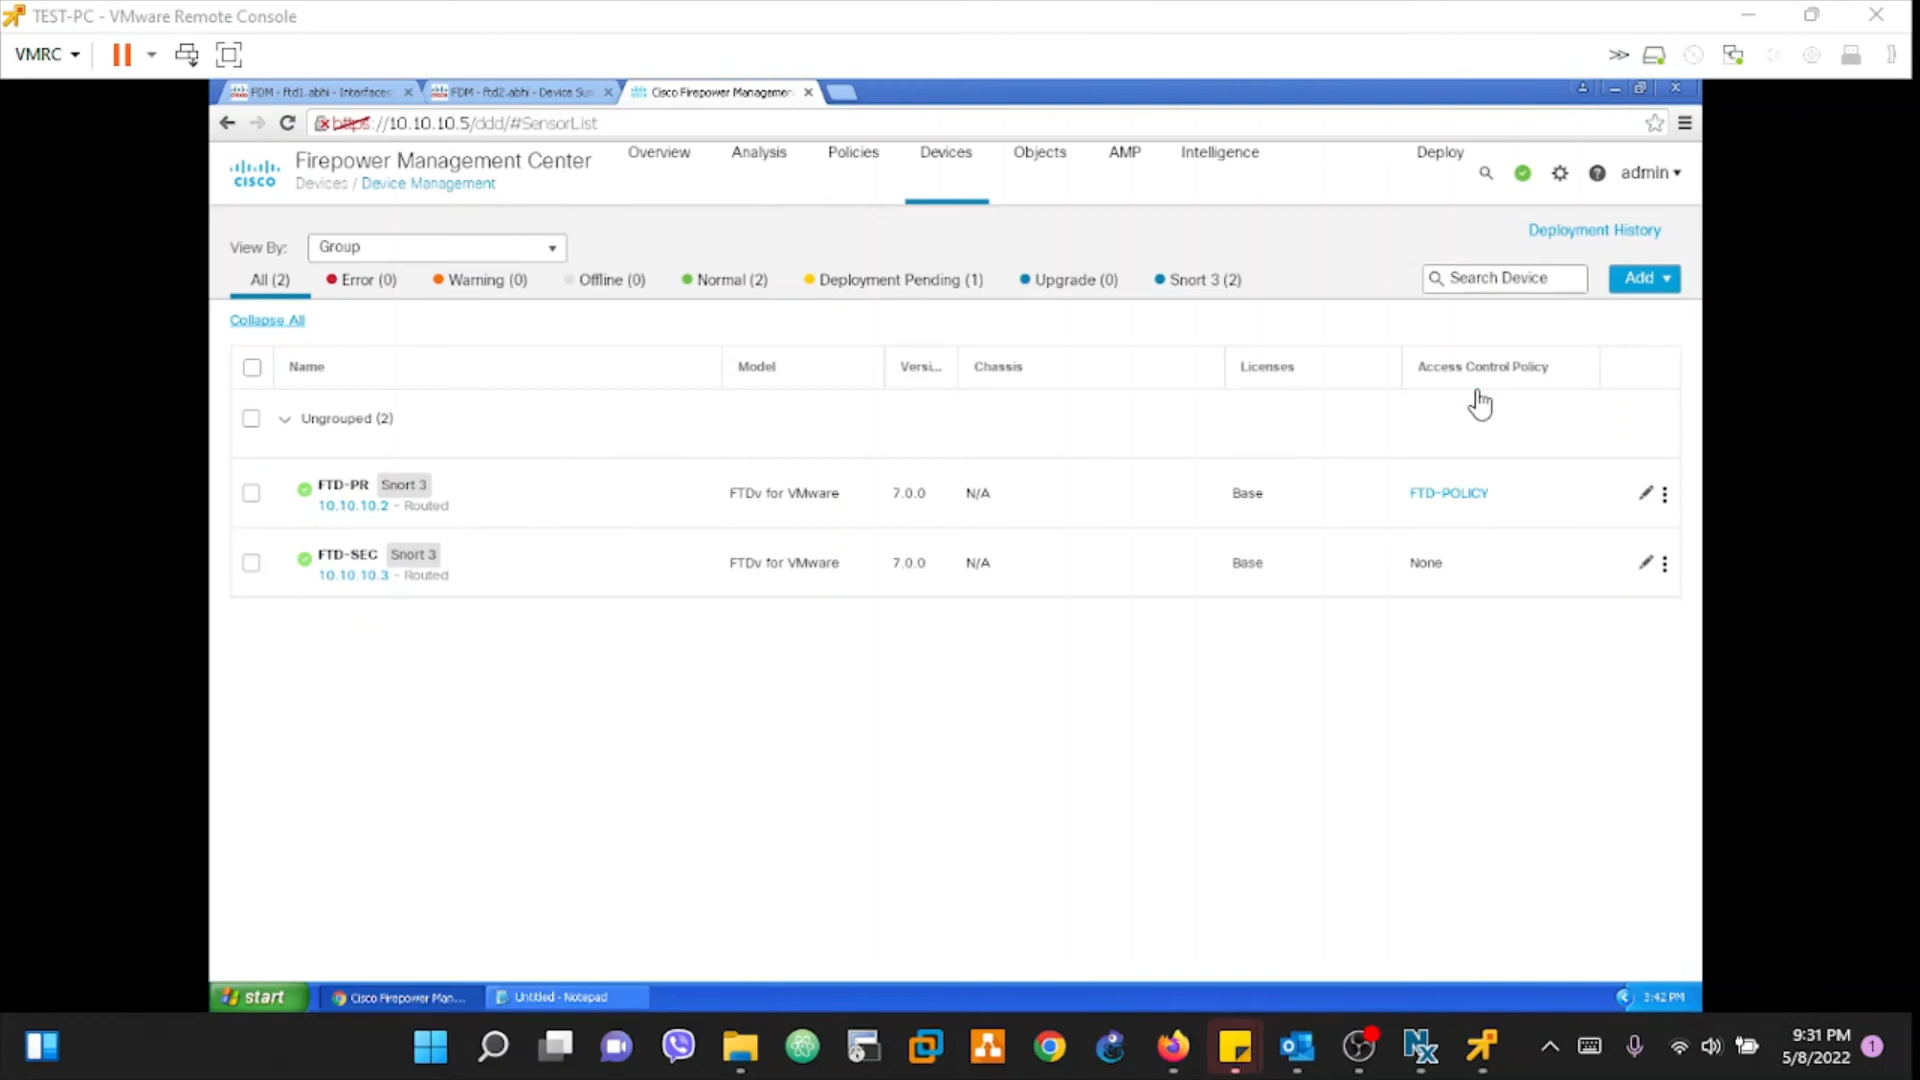 TEST-PC - VMware Remote Console
VMRC
FDM - ftd1.abhi - Interfaces
FDM - ftd2.abhi - Device Sum
Cisco Firepower Managemen
https://10.10.10.5/ddd/#SensorList
CISCO
Firepower Management Center
Devices / Device Management
Overview Analysis Policies Devices Objects AMP Intelligence Deploy
admin
Deployment History
View By: Group
All (2) Error (0) Warning (0) Offline (0) Normal (2) Deployment Pending (1) Upgrade (0) Snort 3 (2) Search Device Add
Collapse All
Name Model Versi... Chassis Licenses Access Control Policy
Ungrouped (2)
FTD-PR Snort 3
10.10.10.2 - Routed
FTDv for VMware 7.0.0 N/A Base FTD-POLICY
FTD-SEC Snort 3
10.10.10.3 - Routed
FTDv for VMware 7.0.0 N/A Base None
start Cisco Firepower Man... Untitled - Notepad 3:42 PM
9:31 PM
5/8/2022
1